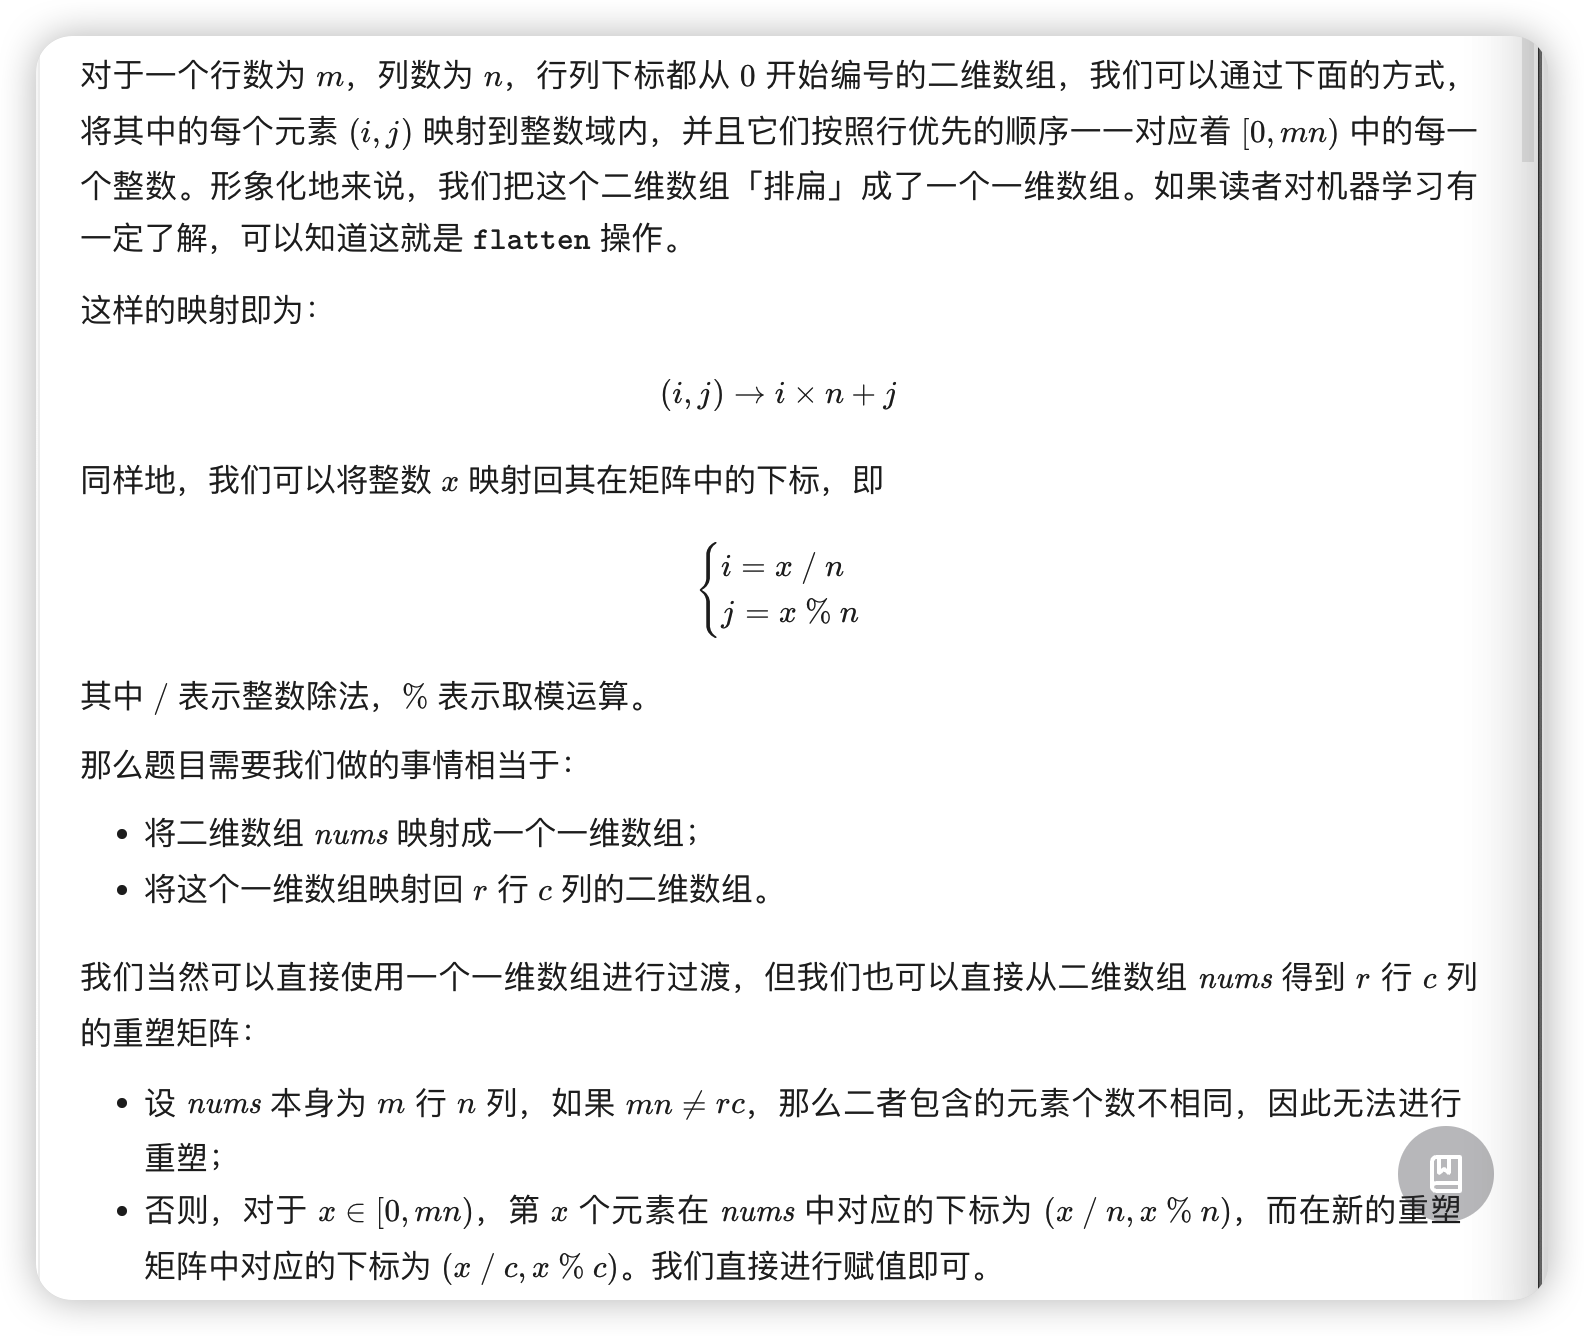 对于一个行数为 m，列数为 n，行列下标都从 0 开始编号的二维数组，我们可以通过下面的方式，
将其中的每个元素 (i, j) 映射到整数域内，并且它们按照行优先的顺序一一对应着 [0, mn) 中的每一
个整数。形象化地来说，我们把这个二维数组「排扁」成了一个一维数组。如果读者对机器学习有
一定了解，可以知道这就是 flatten 操作。
这样的映射即为：
(i, j) → i × n + j
同样地，我们可以将整数 x 映射回其在矩阵中的下标，即
i = x / n
j = x % n
其中 / 表示整数除法，% 表示取模运算。
那么题目需要我们做的事情相当于：
• 将二维数组 nums 映射成一个一维数组；
• 将这个一维数组映射回 r 行 c 列的二维数组。
我们当然可以直接使用一个一维数组进行过渡，但我们也可以直接从二维数组 nums 得到 r 行 c 列
的重塑矩阵：
• 设 nums 本身为 m 行 n 列，如果 mn ≠ rc，那么二者包含的元素个数不相同，因此无法进行
重塑；
• 否则，对于 x ∈ [0, mn)，第 x 个元素在 nums 中对应的下标为 (x / n, x % n)，而在新的重塑
矩阵中对应的下标为 (x / c, x % c)。我们直接进行赋值即可。